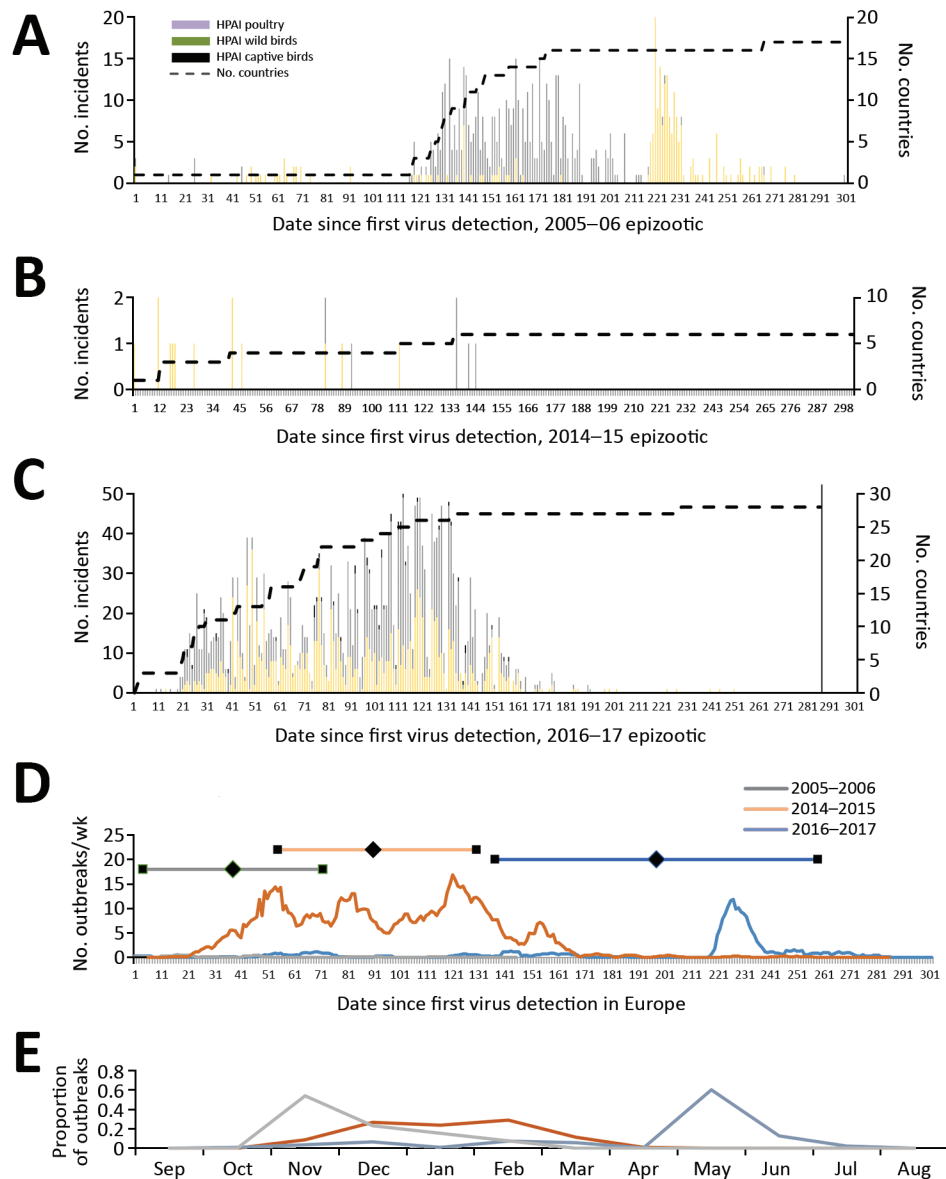 A
HPAI poultry
HPAI wild birds
HPAI captive birds
No. countries
No. incidents
20
15
10
5
0
20
15
10
5
0
No. countries
1 11 21 31 41 51 61 71 81 91 101 111 121 131 141 151 161 171 181 191 201 211 221 231 241 251 261 271 281 291 301
Date since first virus detection, 2005–06 epizootic
B
No. incidents
2
1
0
10
5
0
No. countries
1 12 23 34 45 56 67 78 89 100 111 122 133 144 155 166 177 188 199 210 221 232 243 254 265 276 287 298
Date since first virus detection, 2014–15 epizootic
C
No. incidents
50
40
30
20
10
0
30
25
20
15
10
5
0
No. countries
1 11 21 31 41 51 61 71 81 91 101 111 121 131 141 151 161 171 181 191 201 211 221 231 241 251 261 271 281 291 301
Date since first virus detection, 2016–17 epizootic
D
2005–2006
2014–2015
2016–2017
No. outbreaks/wk
25
20
15
10
5
0
1 11 21 31 41 51 61 71 81 91 101 111 121 131 141 151 161 171 181 191 201 211 221 231 241 251 261 271 281 291 301
Date since first virus detection in Europe
E
Proportion
of outbreaks
0.8
0.6
0.4
0.2
0
Sep Oct Nov Dec Jan Feb Mar Apr May Jun Jul Aug